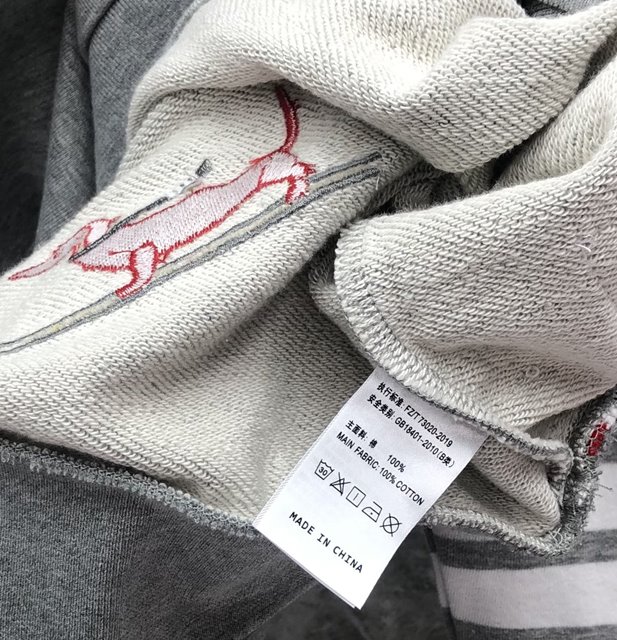 执行标准: FZ/T73020-2019
安全类别: GB18401-2010(B类)
主面料: 棉 100%
MAIN FABRIC: 100% COTTON
30
MADE IN CHINA